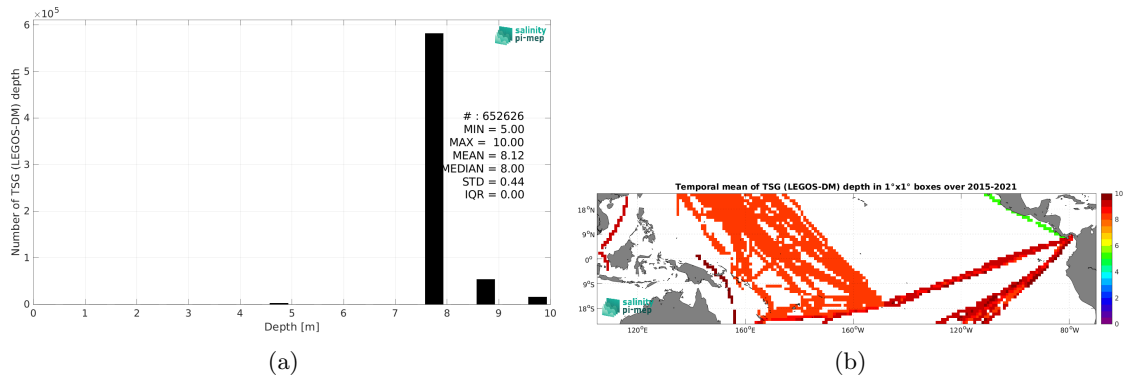 ×10⁵
6
5
4
3
2
1
0
Number of TSG (LEGOS-DM) depth
salinity
pi-mep
# : 652626
MIN = 5.00
MAX = 10.00
MEAN = 8.12
MEDIAN = 8.00
STD = 0.44
IQR = 0.00
0 1 2 3 4 5 6 7 8 9 10
Depth [m]
(a)
Temporal mean of TSG (LEGOS-DM) depth in 1°x1° boxes over 2015-2021
18°N
9°N
0°
9°S
18°S
salinity
pi-mep
120°E 160°E 160°W 120°W 80°W
10
8
6
4
2
0
(b)